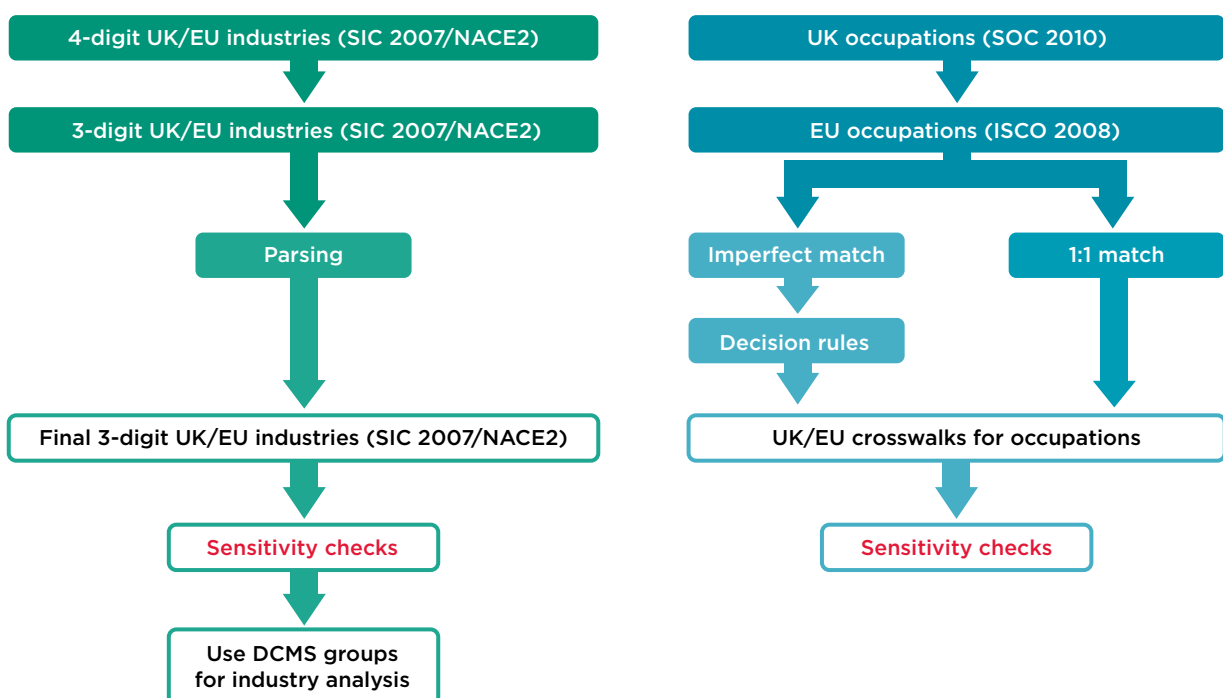 4-digit UK/EU industries (SIC 2007/NACE2)
3-digit UK/EU industries (SIC 2007/NACE2)
Parsing
Final 3-digit UK/EU industries (SIC 2007/NACE2)
Sensitivity checks
Use DCMS groups
for industry analysis
UK occupations (SOC 2010)
EU occupations (ISCO 2008)
Imperfect match
1:1 match
Decision rules
UK/EU crosswalks for occupations
Sensitivity checks